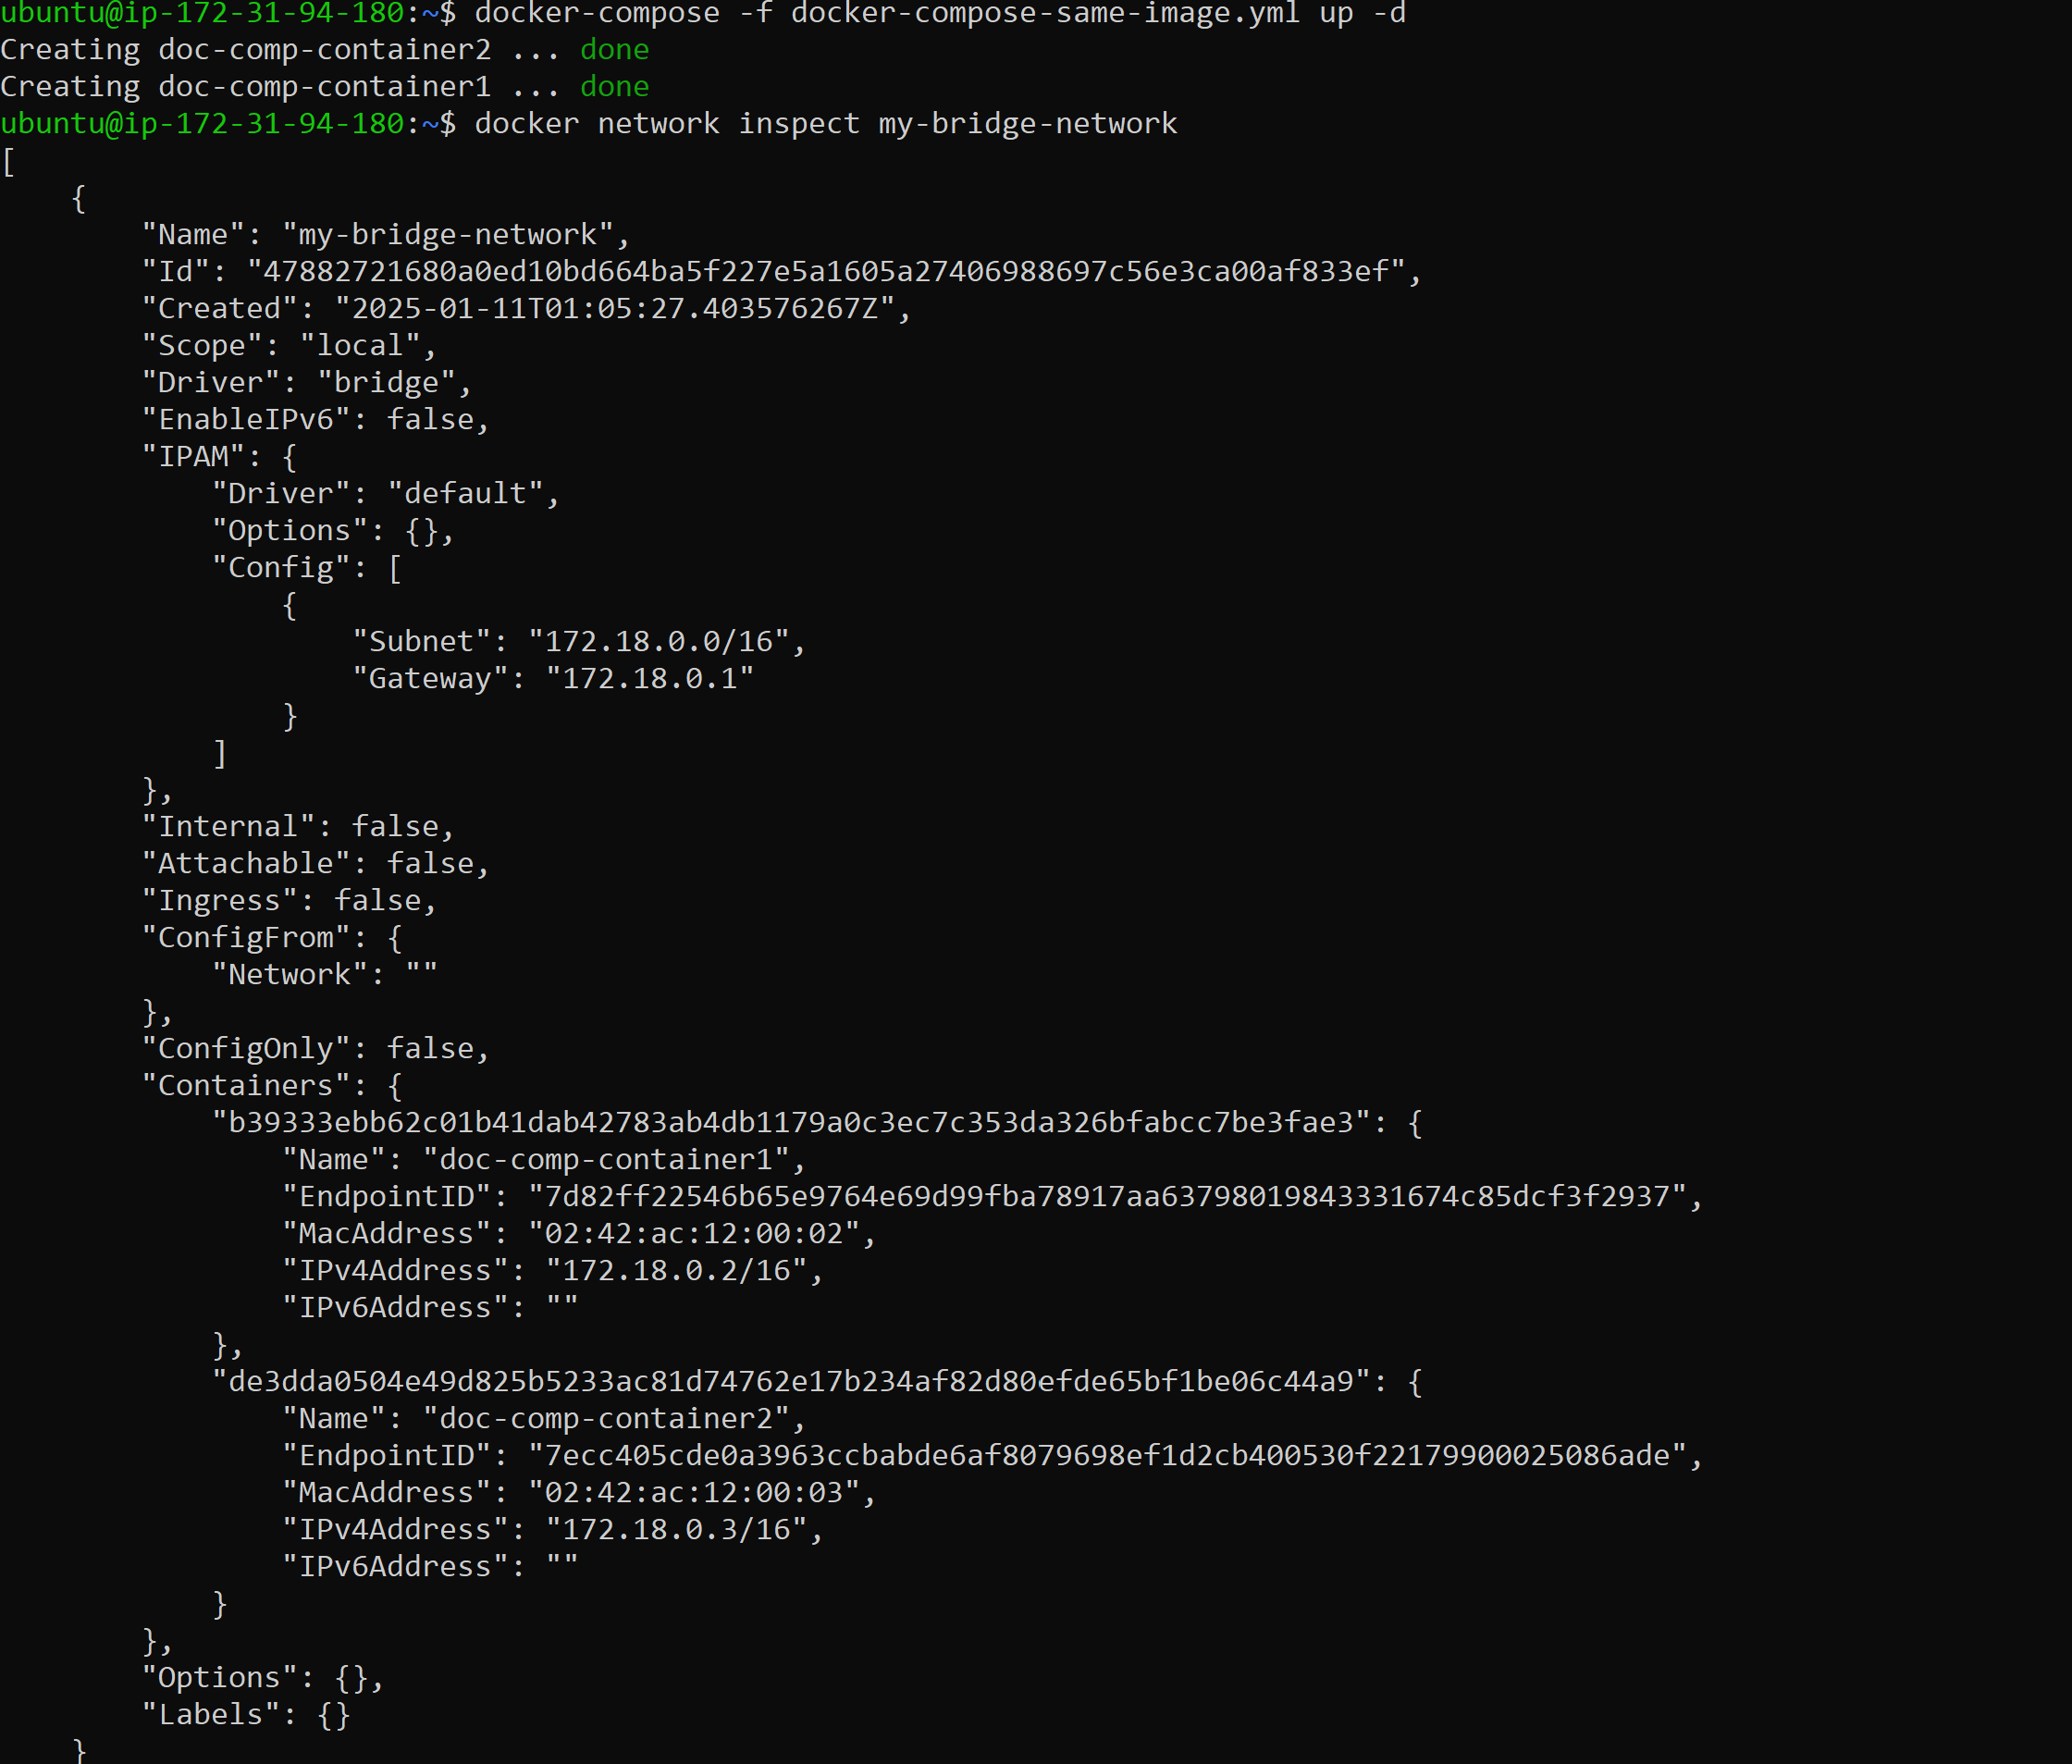 ubuntu@ip-172-31-94-180:~$ docker-compose -f docker-compose-same-image.yml up -d
Creating doc-comp-container2 ... done
Creating doc-comp-container1 ... done
ubuntu@ip-172-31-94-180:~$ docker network inspect my-bridge-network
[
    {
        "Name": "my-bridge-network",
        "Id": "47882721680a0ed10bd664ba5f227e5a1605a27406988697c56e3ca00af833ef",
        "Created": "2025-01-11T01:05:27.403576267Z",
        "Scope": "local",
        "Driver": "bridge",
        "EnableIPv6": false,
        "IPAM": {
            "Driver": "default",
            "Options": {},
            "Config": [
                {
                    "Subnet": "172.18.0.0/16",
                    "Gateway": "172.18.0.1"
                }
            ]
        },
        "Internal": false,
        "Attachable": false,
        "Ingress": false,
        "ConfigFrom": {
            "Network": ""
        },
        "ConfigOnly": false,
        "Containers": {
            "b39333ebb62c01b41dab42783ab4db1179a0c3ec7c353da326bfabcc7be3fae3": {
                "Name": "doc-comp-container1",
                "EndpointID": "7d82ff22546b65e9764e69d99fba78917aa63798019843331674c85dcf3f2937",
                "MacAddress": "02:42:ac:12:00:02",
                "IPv4Address": "172.18.0.2/16",
                "IPv6Address": ""
            },
            "de3dda0504e49d825b5233ac81d74762e17b234af82d80efde65bf1be06c44a9": {
                "Name": "doc-comp-container2",
                "EndpointID": "7ecc405cde0a3963ccbabde6af8079698ef1d2cb400530f22179900025086ade",
                "MacAddress": "02:42:ac:12:00:03",
                "IPv4Address": "172.18.0.3/16",
                "IPv6Address": ""
            }
        },
        "Options": {},
        "Labels": {}
    }